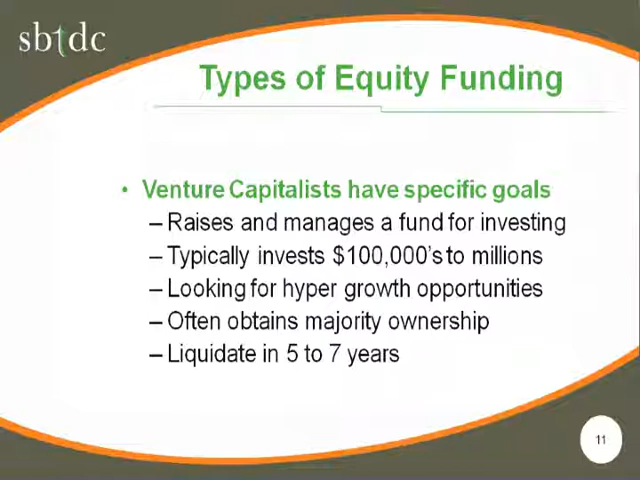 sbtdc
Types of Equity Funding
• Venture Capitalists have specific goals
– Raises and manages a fund for investing
– Typically invests $100,000's to millions
– Looking for hyper growth opportunities
– Often obtains majority ownership
– Liquidate in 5 to 7 years
11